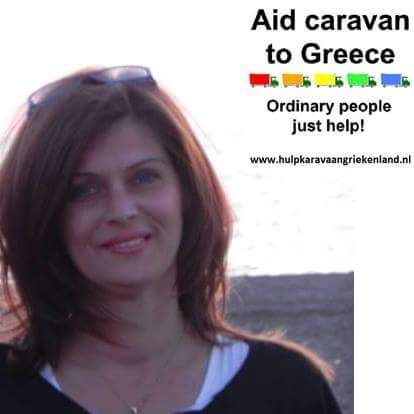 Aid caravan
to Greece
Ordinary people
just help!
www.hulpkaravaangriekenland.nl